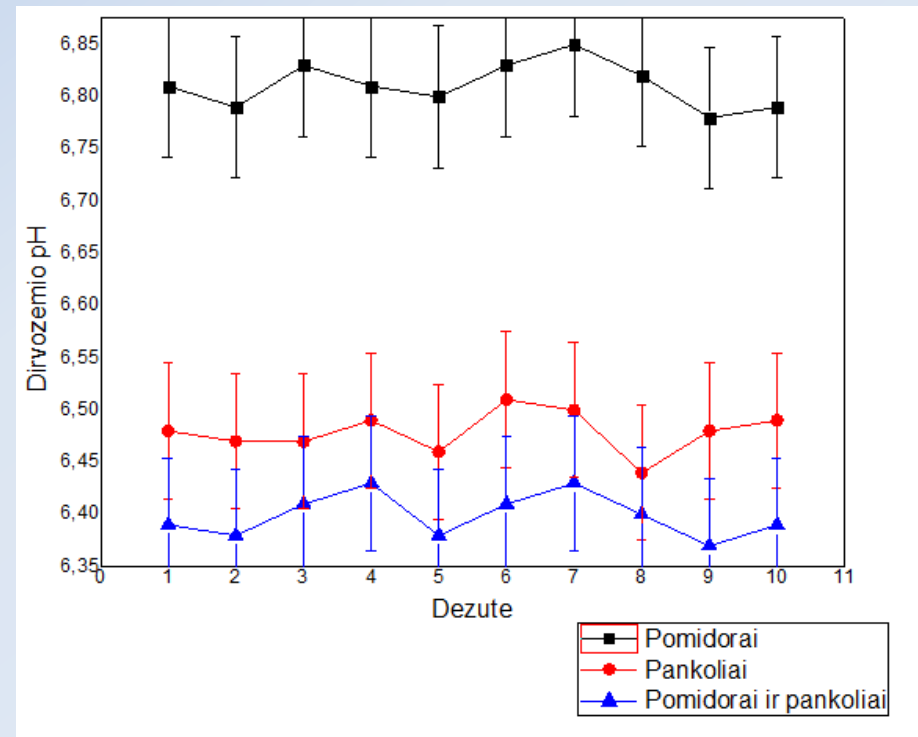 6,85
6,80
6,75
6,70
6,65
6,60
6,55
6,50
6,45
6,40
6,35
Dirvozemio pH
0 1 2 3 4 5 6 7 8 9 10 11
Dezute
Pomidorai
Pankoliai
Pomidorai ir pankoliai